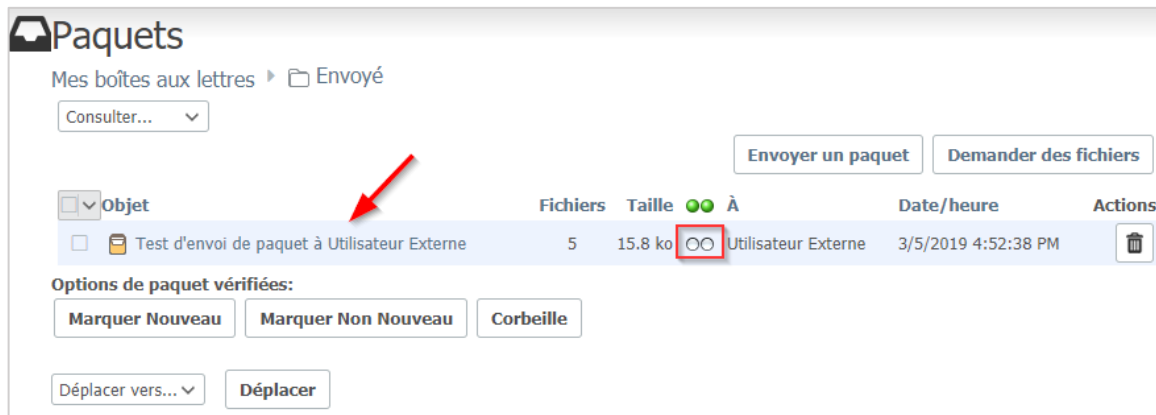 Paquets
Mes boîtes aux lettres Envoyé
Consulter...
Envoyer un paquet Demander des fichiers
Objet Fichiers Taille À Date/heure Actions
Test d'envoi de paquet à Utilisateur Externe 5 15.8 ko Utilisateur Externe 3/5/2019 4:52:38 PM
Options de paquet vérifiées:
Marquer Nouveau Marquer Non Nouveau Corbeille
Déplacer vers... Déplacer